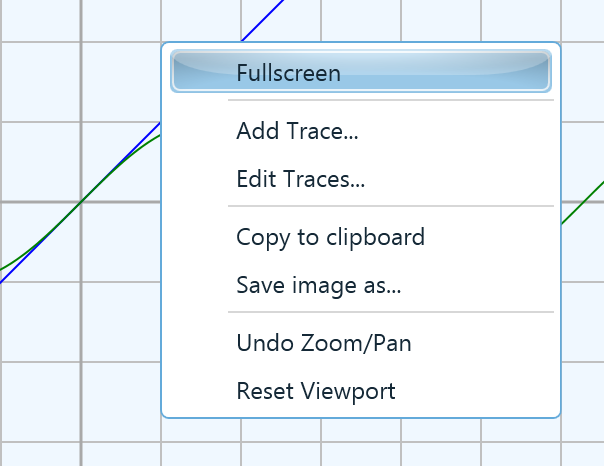 Fullscreen
Add Trace...
Edit Traces...
Copy to clipboard
Save image as...
Undo Zoom/Pan
Reset Viewport